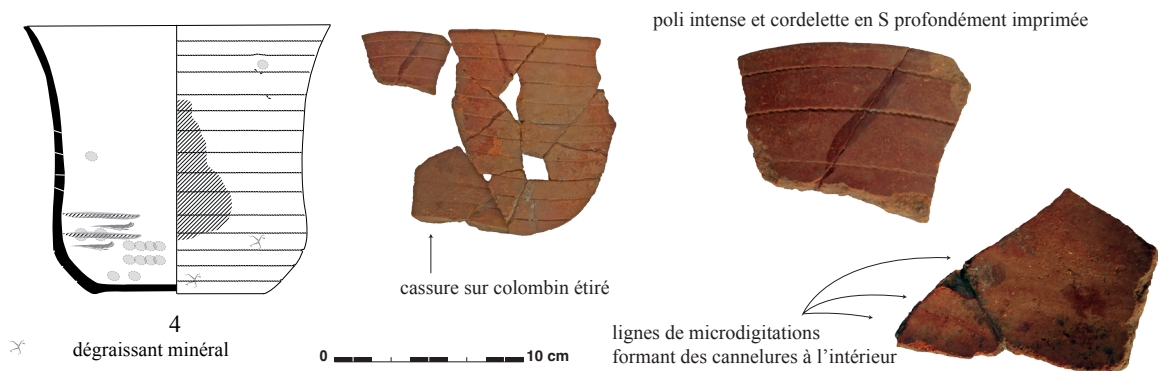 poli intense et cordelette en S profondément imprimée
cassure sur colombin étiré
4
dégraissant minéral
0 10 cm
lignes de microdigitations
formant des cannelures à l'intérieur